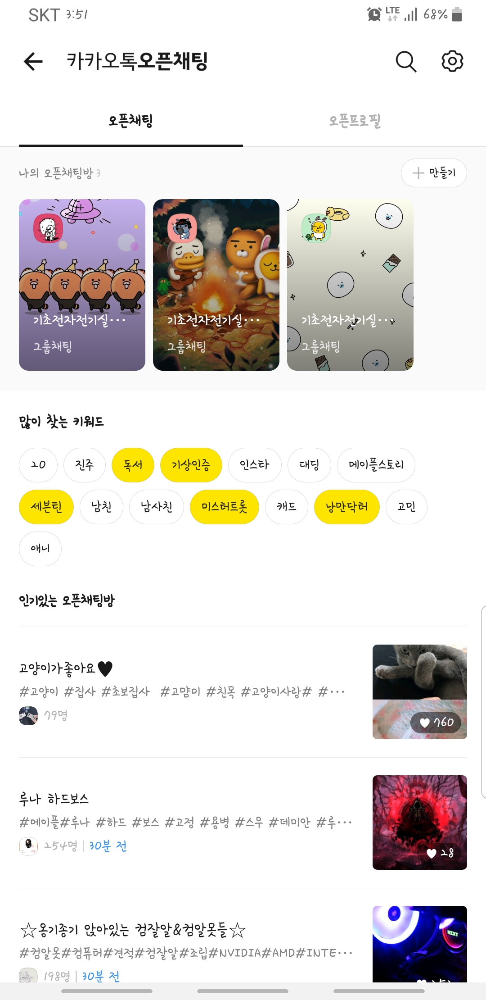 SKT 3:51 LTE 68%
카카오톡오픈채팅
오픈채팅 오픈프로필
나의 오픈채팅방 3 + 만들기
기초전자전기실··· 기초전자전기실··· 기초전자전기실···
그룹채팅 그룹채팅 그룹채팅
많이 찾는 키워드
20 진주 독서 기상인증 인스타 대딩 메이플스토리
세븐틴 남친 남사친 미스터트롯 캐드 낭만닥터 고민
애니
인기있는 오픈채팅방
고양이가좋아요♥
#고양이 #집사 #초보집사 #고먐미 #친목 #고양이사랑# #···
79명
♥ 760
루나 하드보스
#메이플#루나 #하드 #보스 #고정 #용병 #스우 #데미안 #루···
254명 | 30분 전
♥ 28
☆옹기종기 앉아있는 컴잘알&컴알못들☆
NZXT
#컴알못#컴퓨터#견적#컴잘알#조립#NVIDIA#AMD#INTE···
198명 | 30분 전